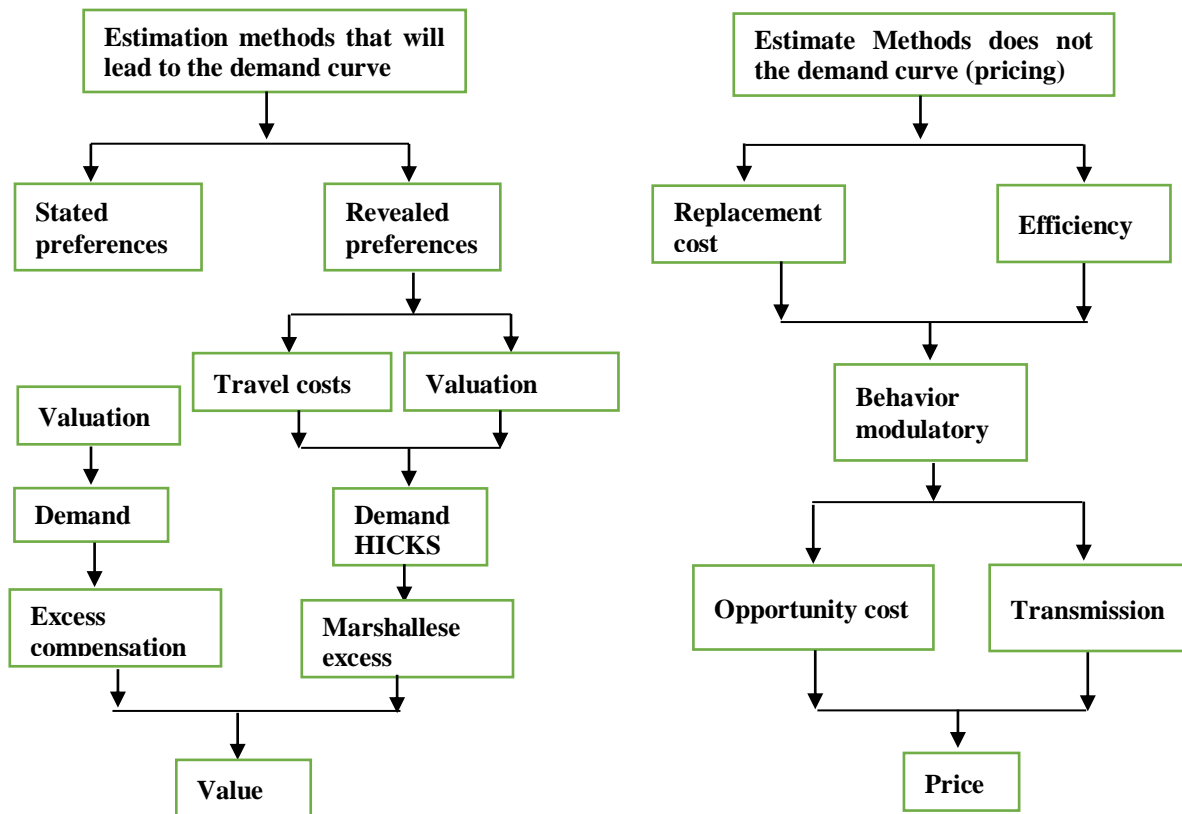 Estimation methods that will
lead to the demand curve
Stated
preferences
Revealed
preferences
Travel costs
Valuation
Valuation
Demand
Demand
HICKS
Excess
compensation
Marshallese
excess
Value
Estimate Methods does not
the demand curve (pricing)
Replacement
cost
Efficiency
Behavior
modulatory
Opportunity cost
Transmission
Price